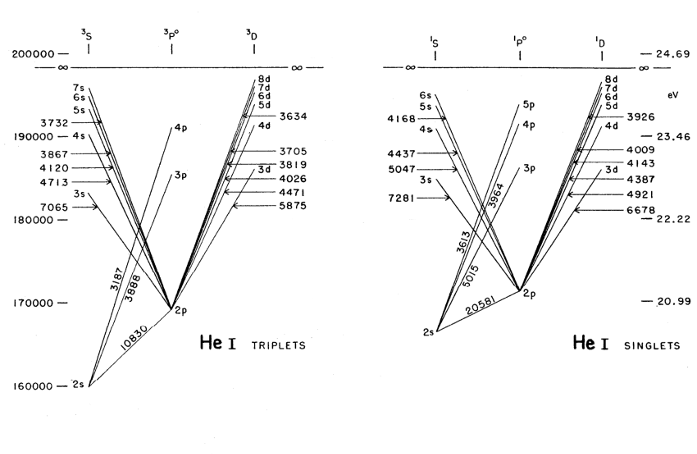 ³S ³Pº ³D
200000
∞ ∞
7s
6s
5s
3732
190000 4s
3867
4120
4713
3s
7065
180000
170000
160000 2s
4p
3p
2p
3187
3888
10830
8d
7d
6d
5d
3634
4d
3705
3819
3d
4026
4471
5875
He I TRIPLETS
¹S ¹Pº ¹D
24.69
∞ ∞
eV
6s
5s
4168
4s
4437
5047
3s
7281
2s
5p
4p
3p
2p
3964
3613
5015
20581
8d
7d
6d
5d
3926
4d
23.46
4009
4143
3d
4387
4921
6678
22.22
20.99
He I SINGLETS